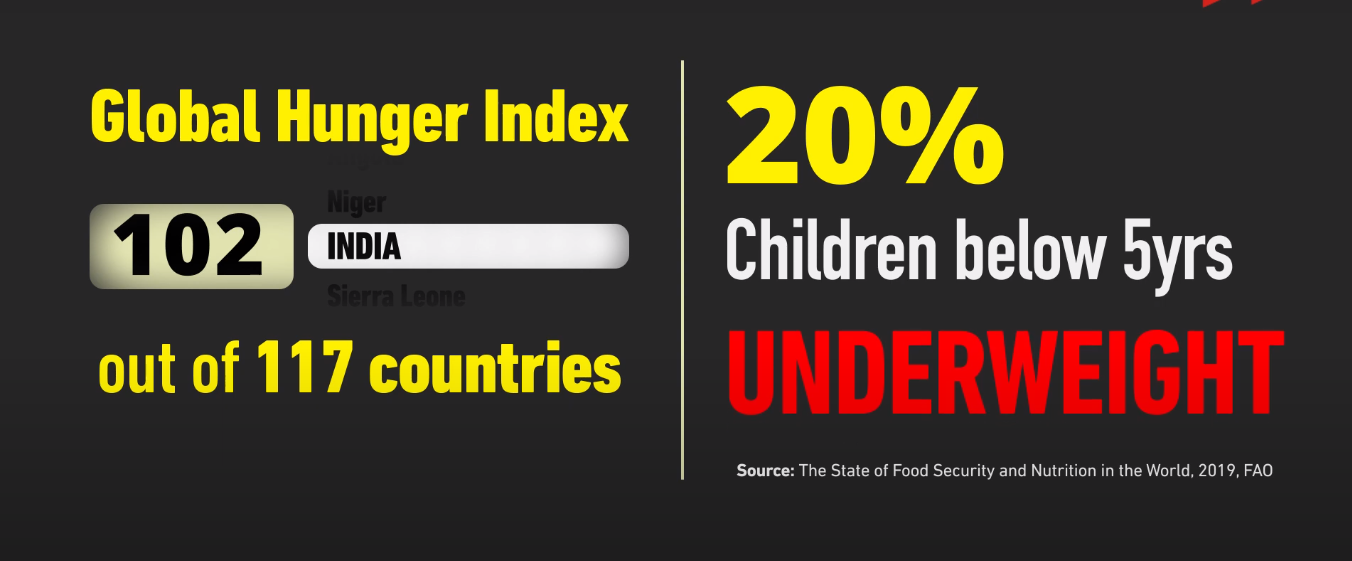 Global Hunger Index
Niger
102
INDIA
Sierra Leone
out of 117 countries
20%
Children below 5yrs
UNDERWEIGHT
Source: The State of Food Security and Nutrition in the World, 2019, FAO